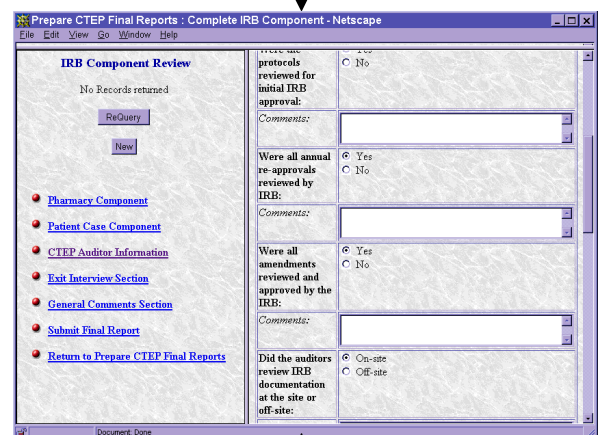 Prepare CTEP Final Reports : Complete IRB Component - Netscape
File Edit View Go Window Help
IRB Component Review
No Records returned
ReQuery
New
Pharmacy Component
Patient Case Component
CTEP Auditor Information
Exit Interview Section
General Comments Section
Submit Final Report
Return to Prepare CTEP Final Reports
Were the
protocols
reviewed for
initial IRB
approval:
Yes
No
Comments:
Were all annual
re-approvals
reviewed by
IRB:
Yes
No
Comments:
Were all
amendments
reviewed and
approved by the
IRB:
Yes
No
Comments:
Did the auditors
review IRB
documentation
at the site or
off-site:
On-site
Off-site
Document: Done